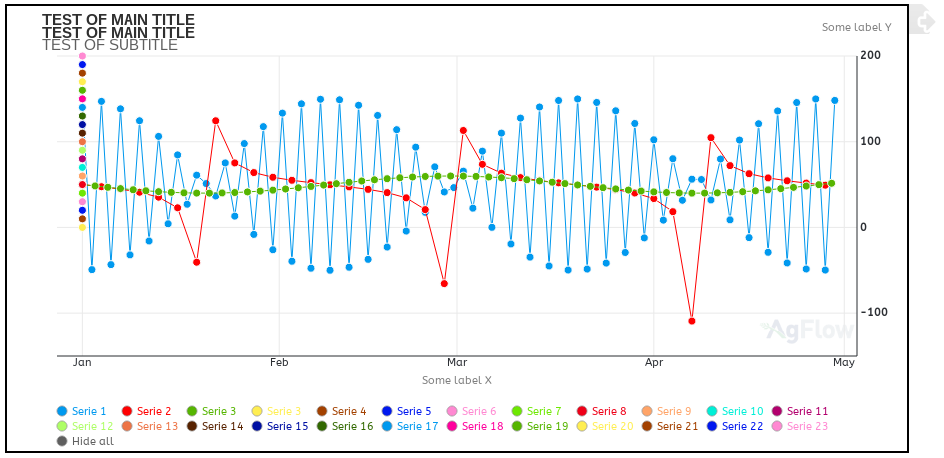 TEST OF MAIN TITLE
TEST OF MAIN TITLE
TEST OF SUBTITLE
Some label Y
200
100
0
-100
AgFlow
Jan Feb Mar Apr May
Some label X
Serie 1 Serie 2 Serie 3 Serie 3 Serie 4 Serie 5 Serie 6 Serie 7 Serie 8 Serie 9 Serie 10 Serie 11
Serie 12 Serie 13 Serie 14 Serie 15 Serie 16 Serie 17 Serie 18 Serie 19 Serie 20 Serie 21 Serie 22 Serie 23
Hide all